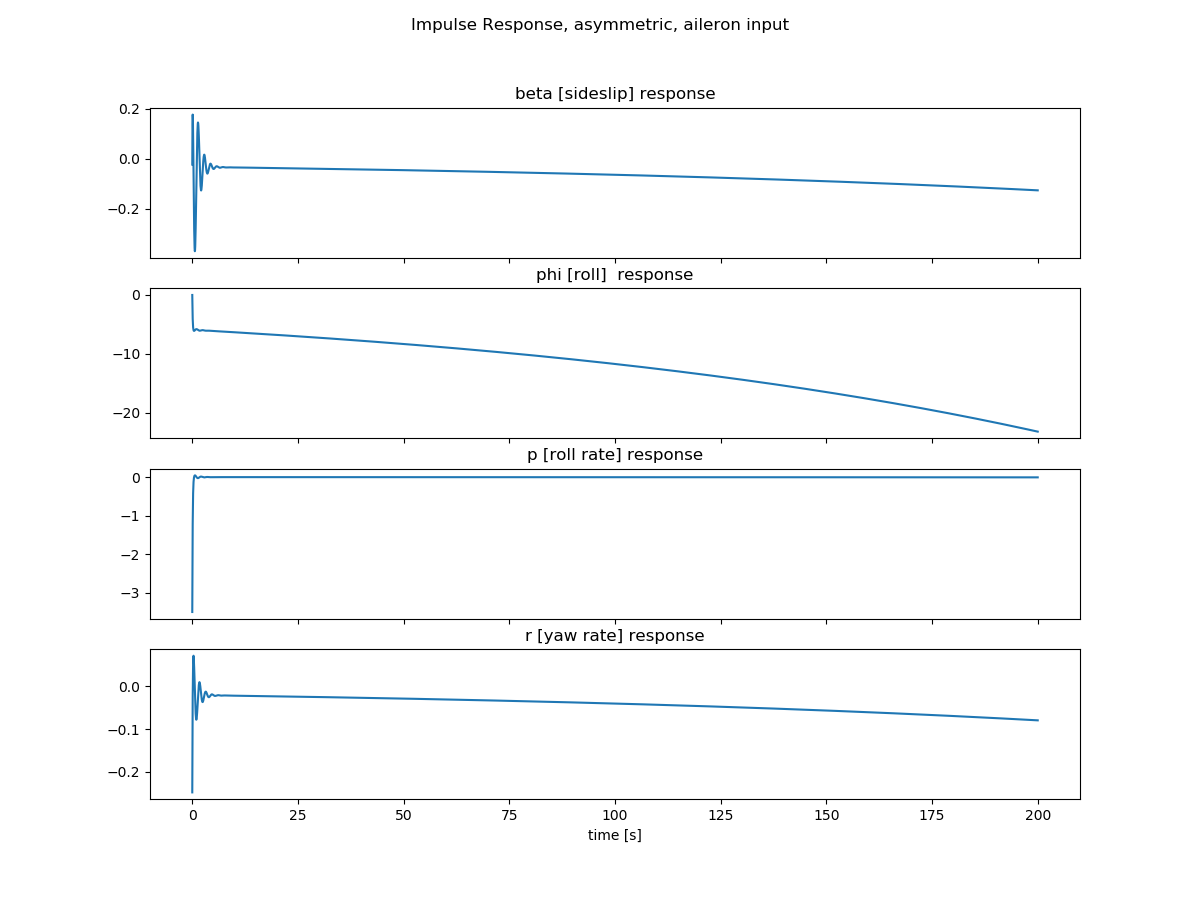 Impulse Response, asymmetric, aileron input
beta [sideslip] response
0.2
0.0
−0.2
phi [roll]  response
0
−10
−20
p [roll rate] response
0
−1
−2
−3
r [yaw rate] response
0.0
−0.1
−0.2
0 25 50 75 100 125 150 175 200
time [s]